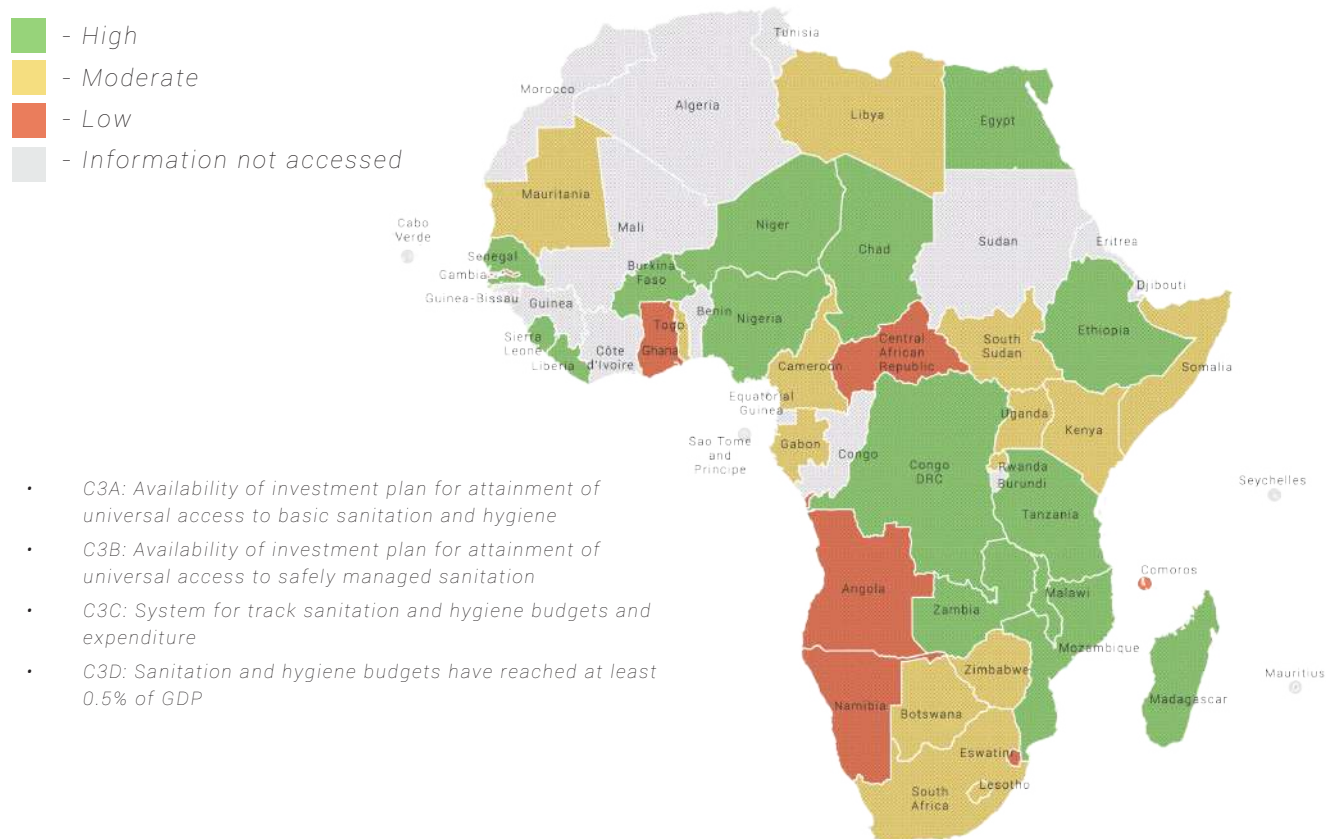 - High
- Moderate
- Low
- Information not accessed
Tunisia
Morocco
Algeria
Libya
Egypt
Mauritania
Mali
Niger
Chad
Sudan
Eritrea
Cabo
Verde
Senegal
Gambia
Guinea-Bissau
Guinea
Burkina
Faso
Djibouti
Sierra
Leone
Liberia
Côte
d'Ivoire
Ghana
Togo
Benin
Nigeria
Ethiopia
Central
African
Republic
South
Sudan
Somalia
Cameroon
Equatorial
Guinea
Uganda
Kenya
Sao Tome
and
Principe
Gabon
Congo
Congo
DRC
Rwanda
Burundi
Seychelles
Tanzania
Comoros
Angola
Zambia
Malawi
Mozambique
Zimbabwe
Mauritius
Namibia
Botswana
Madagascar
Eswatini
Lesotho
South
Africa
• C3A: Availability of investment plan for attainment of
universal access to basic sanitation and hygiene
• C3B: Availability of investment plan for attainment of
universal access to safely managed sanitation
• C3C: System for track sanitation and hygiene budgets and
expenditure
• C3D: Sanitation and hygiene budgets have reached at least
0.5% of GDP